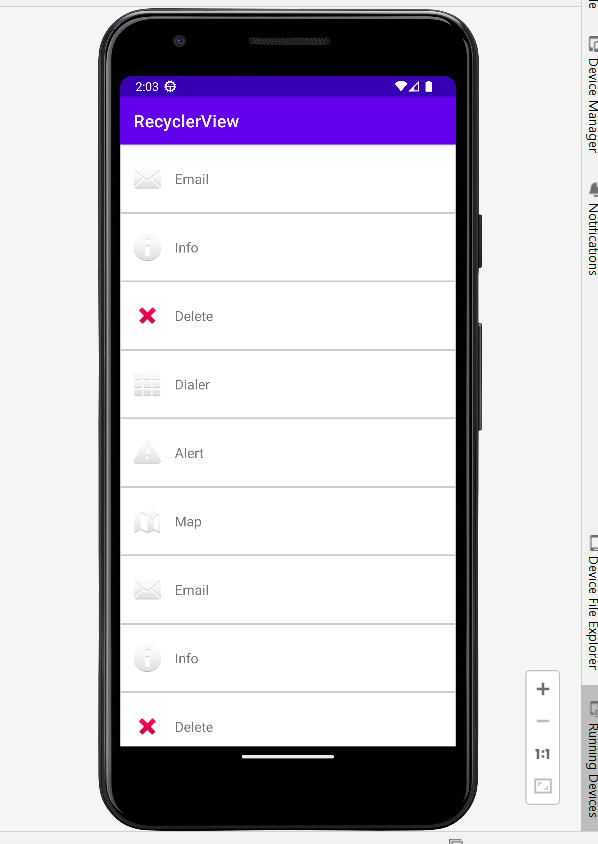 le
2:03
RecyclerView
Device Manager
Email
Notifications
Info
Delete
Dialer
Alert
Map
Email
Device File Explorer
Info
Delete
1:1
Running Devices